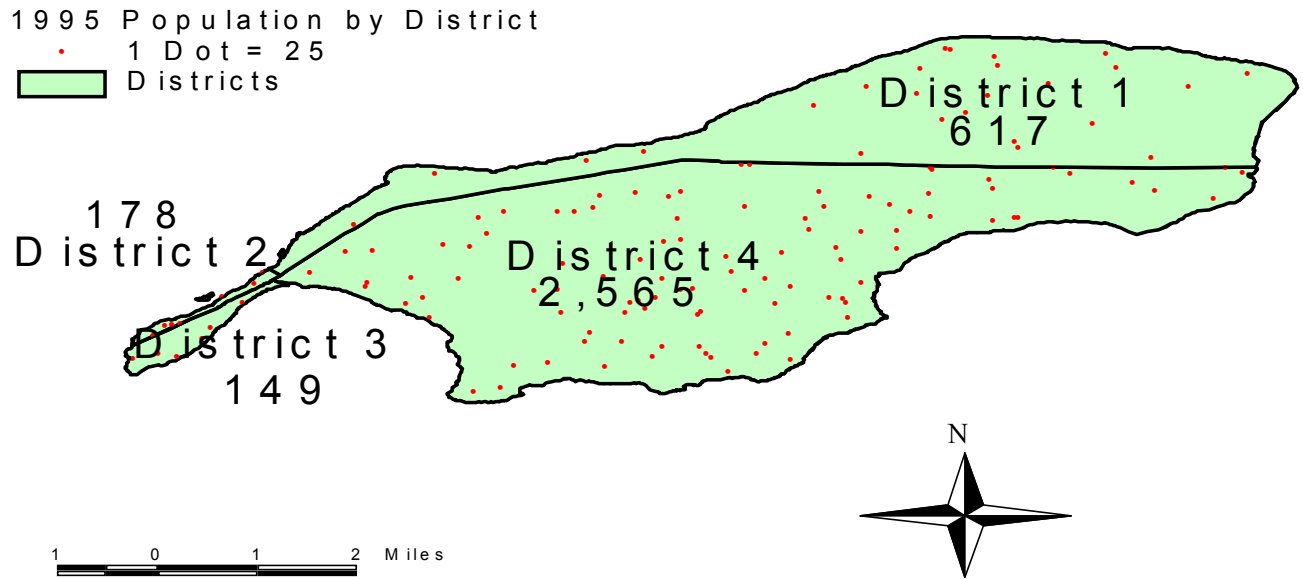 1995 Population by District
1 Dot = 25
Districts
District 1
617
178
District 2
District 4
2,565
District 3
149
N
1 0 1 2 Miles